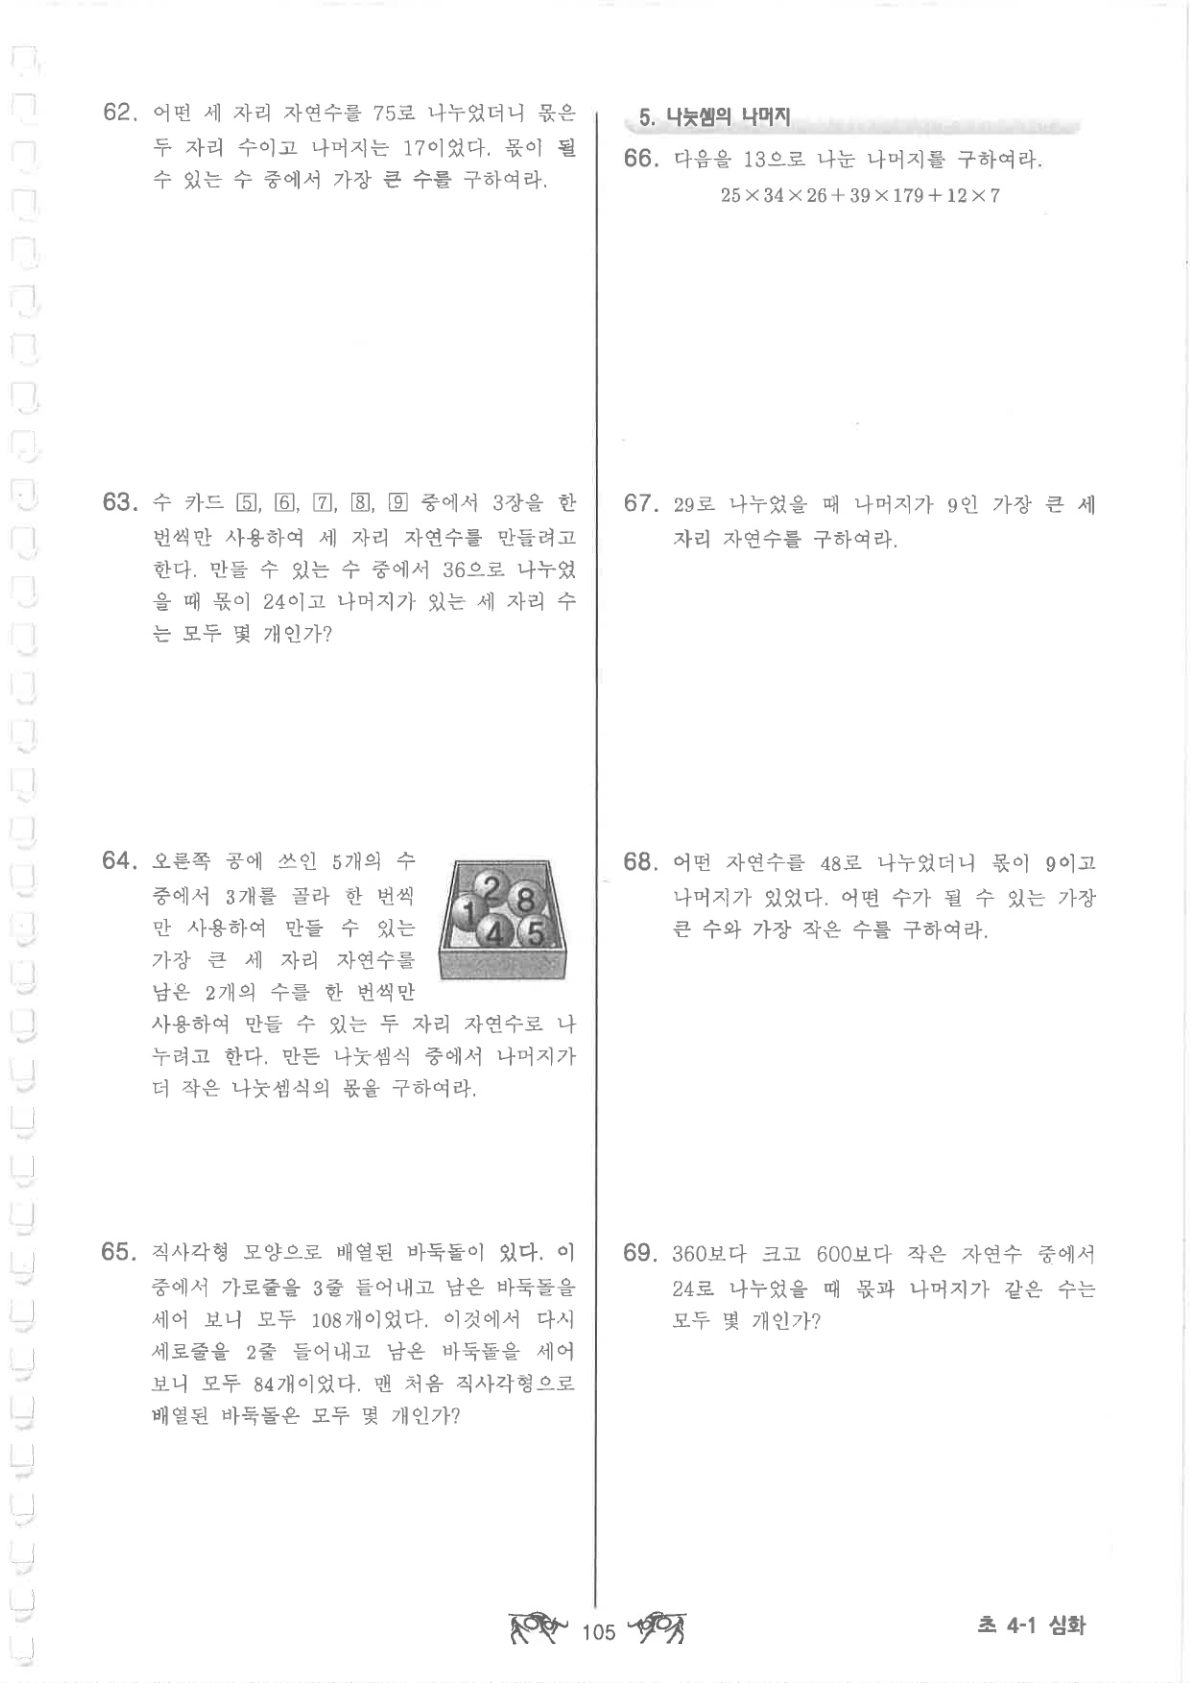 62. 어떤 세 자리 자연수를 75로 나누었더니 몫은
두 자리 수이고 나머지는 17이었다. 몫이 될
수 있는 수 중에서 가장 큰 수를 구하여라.
63. 수 카드 5, 6, 7, 8, 9 중에서 3장을 한
번씩만 사용하여 세 자리 자연수를 만들려고
한다. 만들 수 있는 수 중에서 36으로 나누었
을 때 몫이 24이고 나머지가 있는 세 자리 수
는 모두 몇 개인가?
64. 오른쪽 공에 쓰인 5개의 수
중에서 3개를 골라 한 번씩
만 사용하여 만들 수 있는
가장 큰 세 자리 자연수를
남은 2개의 수를 한 번씩만
사용하여 만들 수 있는 두 자리 자연수로 나
누려고 한다. 만든 나눗셈식 중에서 나머지가
더 작은 나눗셈식의 몫을 구하여라.
2 8
1
4 5
65. 직사각형 모양으로 배열된 바둑돌이 있다. 이
중에서 가로줄을 3줄 들어내고 남은 바둑돌을
세어 보니 모두 108개이었다. 이것에서 다시
세로줄을 2줄 들어내고 남은 바둑돌을 세어
보니 모두 84개이었다. 맨 처음 직사각형으로
배열된 바둑돌은 모두 몇 개인가?
5. 나눗셈의 나머지
66. 다음을 13으로 나눈 나머지를 구하여라.
25×34×26+39×179+12×7
67. 29로 나누었을 때 나머지가 9인 가장 큰 세
자리 자연수를 구하여라.
68. 어떤 자연수를 48로 나누었더니 몫이 9이고
나머지가 있었다. 어떤 수가 될 수 있는 가장
큰 수와 가장 작은 수를 구하여라.
69. 360보다 크고 600보다 작은 자연수 중에서
24로 나누었을 때 몫과 나머지가 같은 수는
모두 몇 개인가?
105
초 4-1 심화